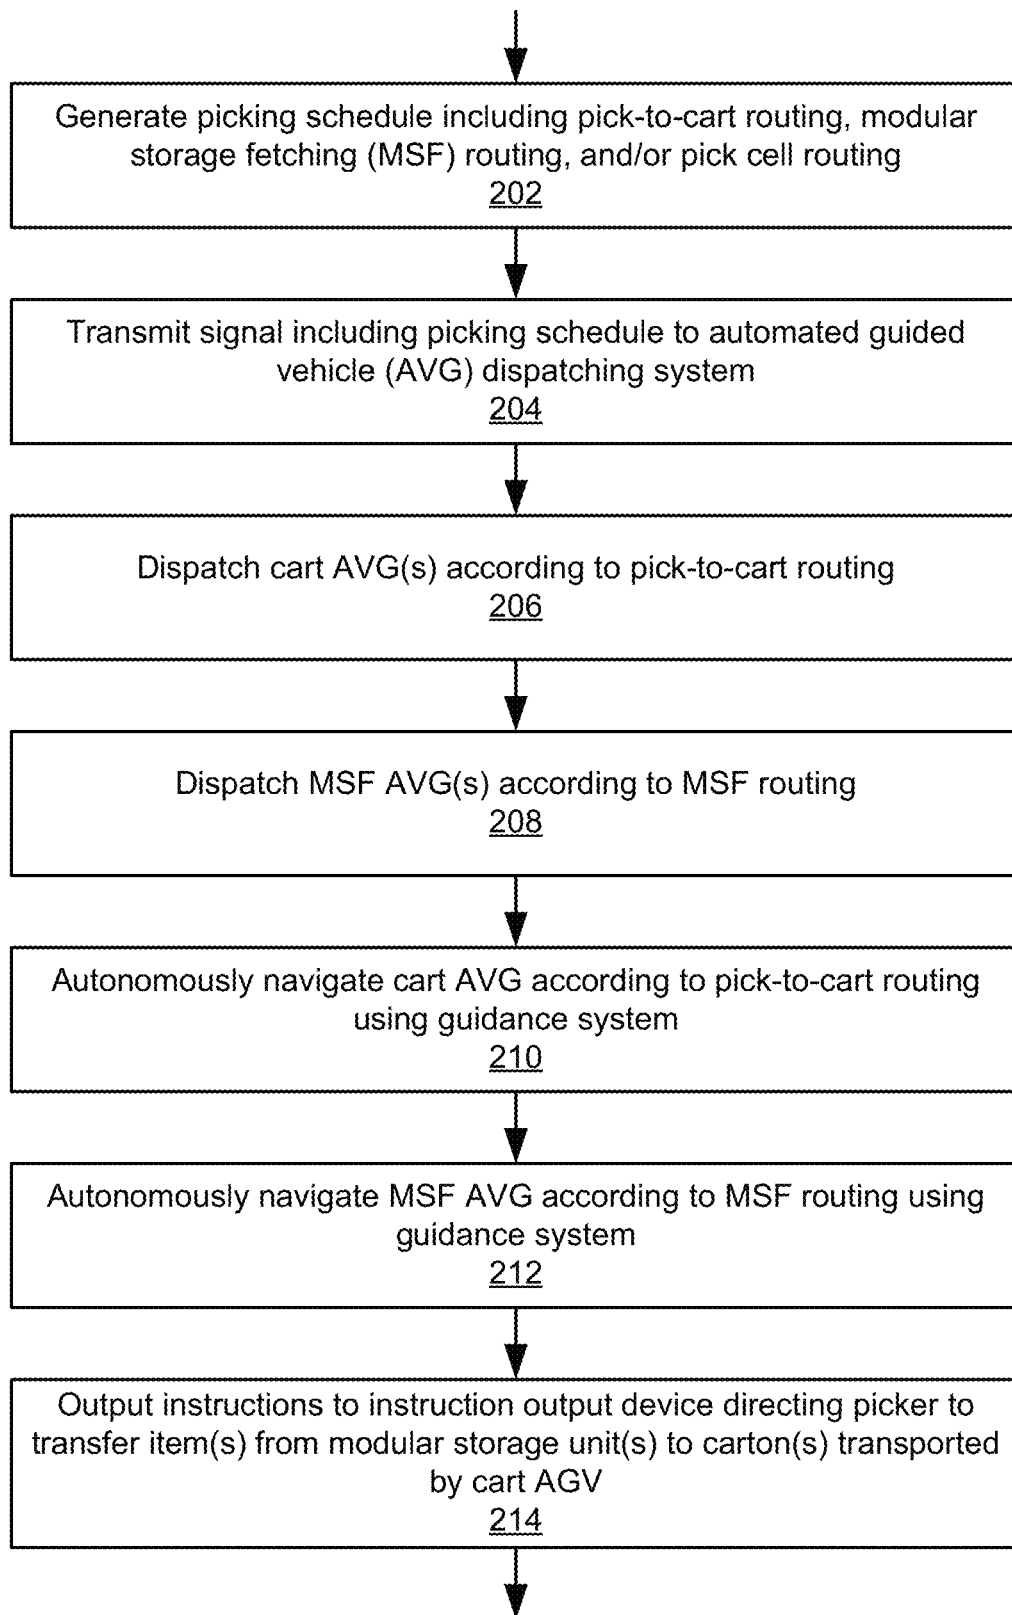 Generate picking schedule including pick-to-cart routing, modular
storage fetching (MSF) routing, and/or pick cell routing
202
Transmit signal including picking schedule to automated guided
vehicle (AVG) dispatching system
204
Dispatch cart AVG(s) according to pick-to-cart routing
206
Dispatch MSF AVG(s) according to MSF routing
208
Autonomously navigate cart AVG according to pick-to-cart routing
using guidance system
210
Autonomously navigate MSF AVG according to MSF routing using
guidance system
212
Output instructions to instruction output device directing picker to
transfer item(s) from modular storage unit(s) to carton(s) transported
by cart AGV
214